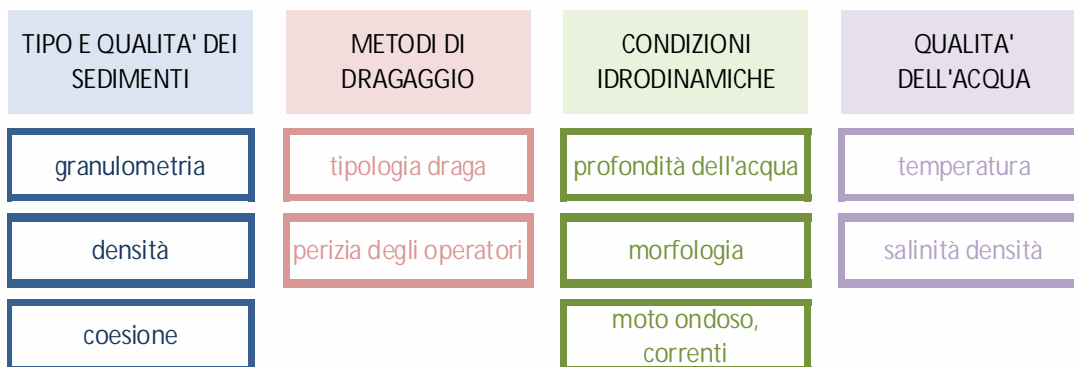 TIPO E QUALITA' DEI
SEDIMENTI
granulometria
densità
coesione
METODI DI
DRAGAGGIO
tipologia draga
perizia degli operatori
CONDIZIONI
IDRODINAMICHE
profondità dell'acqua
morfologia
moto ondoso,
correnti
QUALITA'
DELL'ACQUA
temperatura
salinità densità